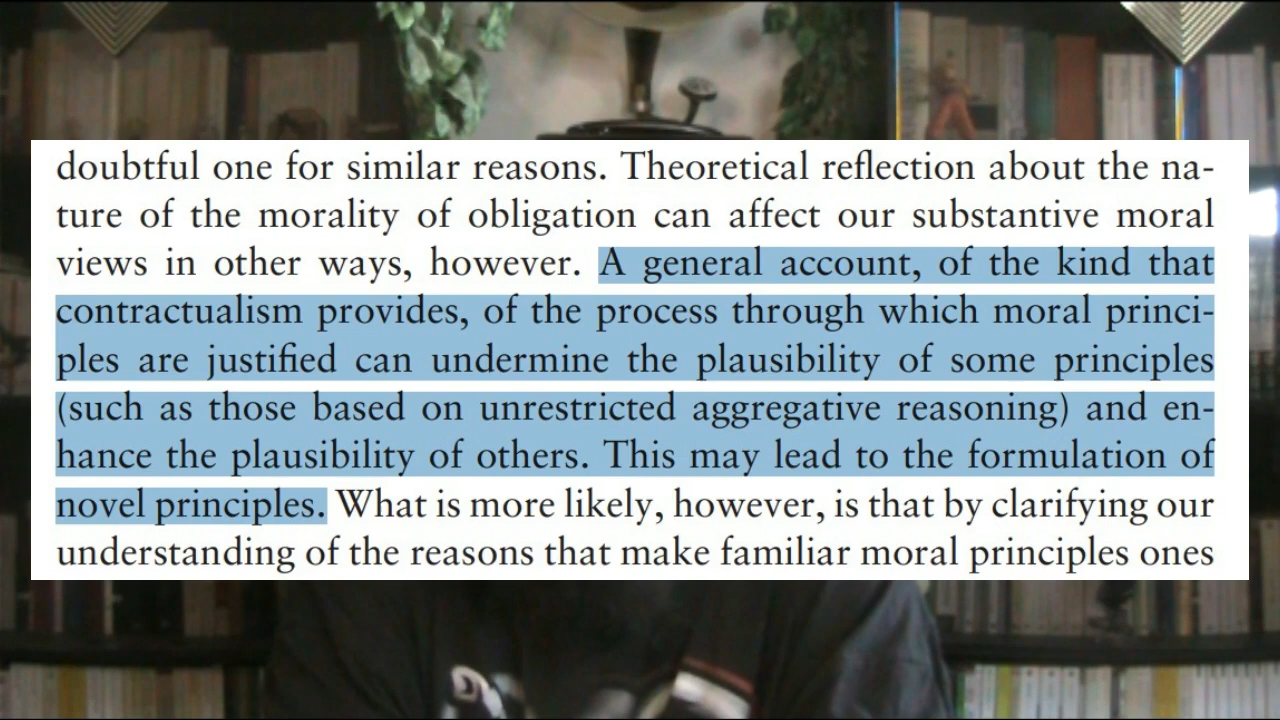 doubtful one for similar reasons. Theoretical reflection about the na-
ture of the morality of obligation can affect our substantive moral
views in other ways, however. A general account, of the kind that
contractualism provides, of the process through which moral princi-
ples are justified can undermine the plausibility of some principles
(such as those based on unrestricted aggregative reasoning) and en-
hance the plausibility of others. This may lead to the formulation of
novel principles. What is more likely, however, is that by clarifying our
understanding of the reasons that make familiar moral principles ones